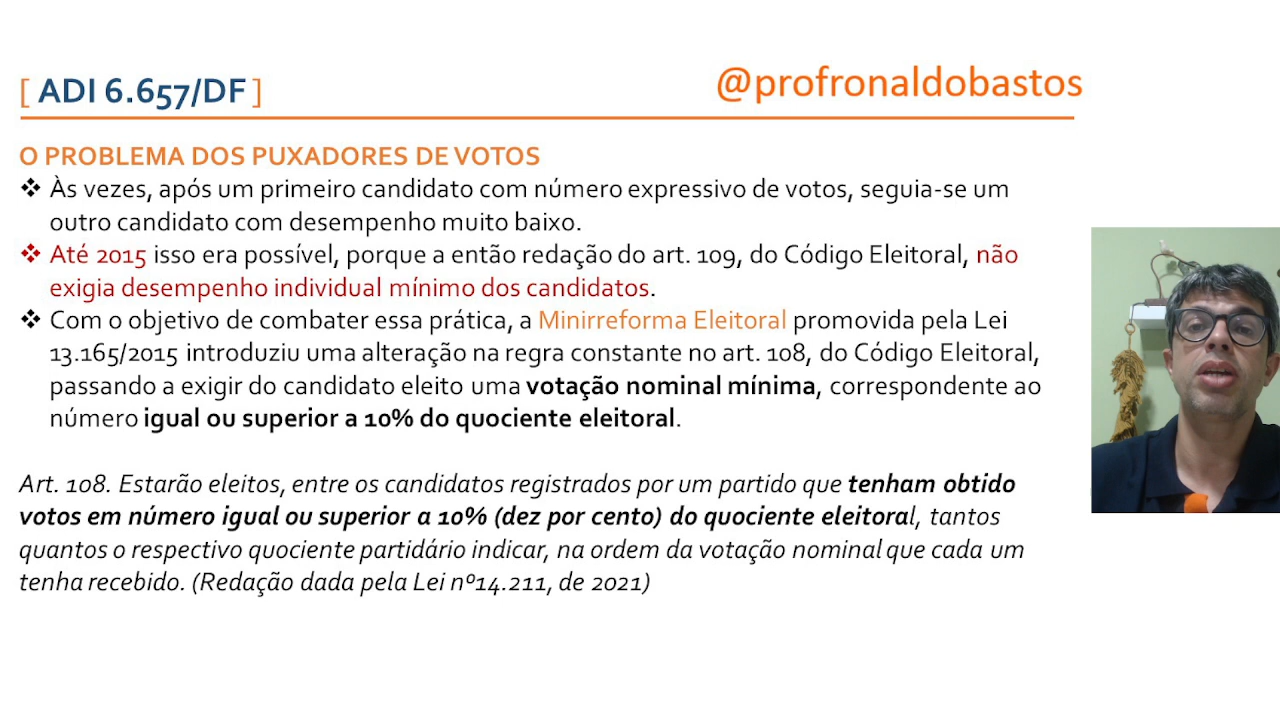 [ ADI 6.657/DF ]
@profronaldobastos
O PROBLEMA DOS PUXADORES DE VOTOS
❖ Às vezes, após um primeiro candidato com número expressivo de votos, seguia-se um
outro candidato com desempenho muito baixo.
❖ Até 2015 isso era possível, porque a então redação do art. 109, do Código Eleitoral, não
exigia desempenho individual mínimo dos candidatos.
❖ Com o objetivo de combater essa prática, a Minirreforma Eleitoral promovida pela Lei
13.165/2015 introduziu uma alteração na regra constante no art. 108, do Código Eleitoral,
passando a exigir do candidato eleito uma votação nominal mínima, correspondente ao
número igual ou superior a 10% do quociente eleitoral.
Art. 108. Estarão eleitos, entre os candidatos registrados por um partido que tenham obtido
votos em número igual ou superior a 10% (dez por cento) do quociente eleitoral, tantos
quantos o respectivo quociente partidário indicar, na ordem da votação nominal que cada um
tenha recebido. (Redação dada pela Lei nº14.211, de 2021)